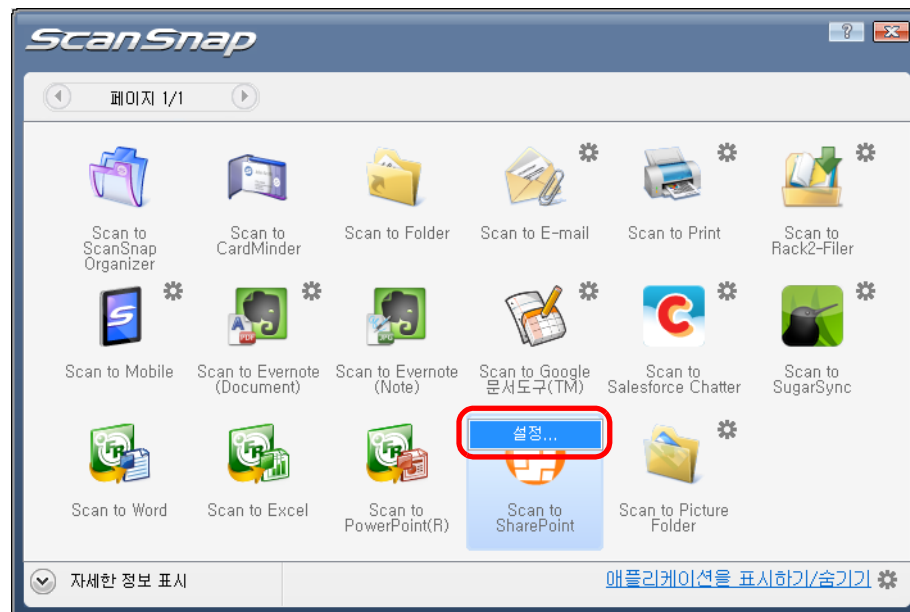 ScanSnap
페이지 1/1
Scan to
ScanSnap
Organizer
Scan to
CardMinder
Scan to Folder
Scan to E-mail
Scan to Print
Scan to
Rack2-Filer
Scan to Mobile
Scan to Evernote
(Document)
Scan to Evernote
(Note)
Scan to Google
문서도구(TM)
Scan to
Salesforce Chatter
Scan to
SugarSync
Scan to Word
Scan to Excel
Scan to
PowerPoint(R)
설정...
Scan to
SharePoint
Scan to Picture
Folder
자세한 정보 표시
애플리케이션을 표시하기/숨기기